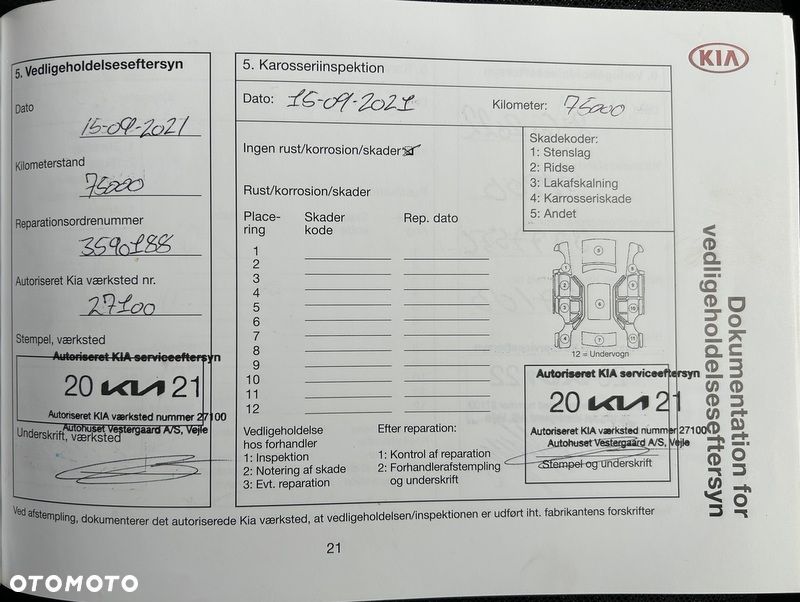 KIA
5. Vedligeholdelseseftersyn
Dato
15-09-2021
Kilometerstand
75000
Reparationsordrenummer
3590188
Autoriseret Kia værksted nr.
27100
Stempel, værksted
Autoriseret KIA serviceeftersyn
20 KIA 21
Autoriseret KIA værksted nummer 27100
Autohuset Vestergaard A/S, Vejle
Underskrift, værksted
5. Karosseriinspektion
Dato: 15-09-2021 Kilometer: 75000
Ingen rust/korrosion/skader
Rust/korrosion/skader
Place-
ring
Skader
kode
Rep. dato
1
2
3
4
5
6
7
8
9
10
11
12
Skadekoder:
1: Stenslag
2: Ridse
3: Lakafskalning
4: Karrosseriskade
5: Andet
12 = Undervogn
Vedligeholdelse
hos forhandler
1: Inspektion
2: Notering af skade
3: Evt. reparation
Efter reparation:
1: Kontrol af reparation
2: Forhandlerafstempling
og underskrift
Autoriseret KIA serviceeftersyn
20 KIA 21
Autoriseret KIA værksted nummer 27100
Autohuset Vestergaard A/S, Vejle
Stempel og underskrift
Dokumentation for
vedligeholdelseseftersyn
Ved afstempling, dokumenterer det autoriserede Kia værksted, at vedligeholdelsen/inspektionen er udført iht. fabrikantens forskrifter
21
OTOMOTO